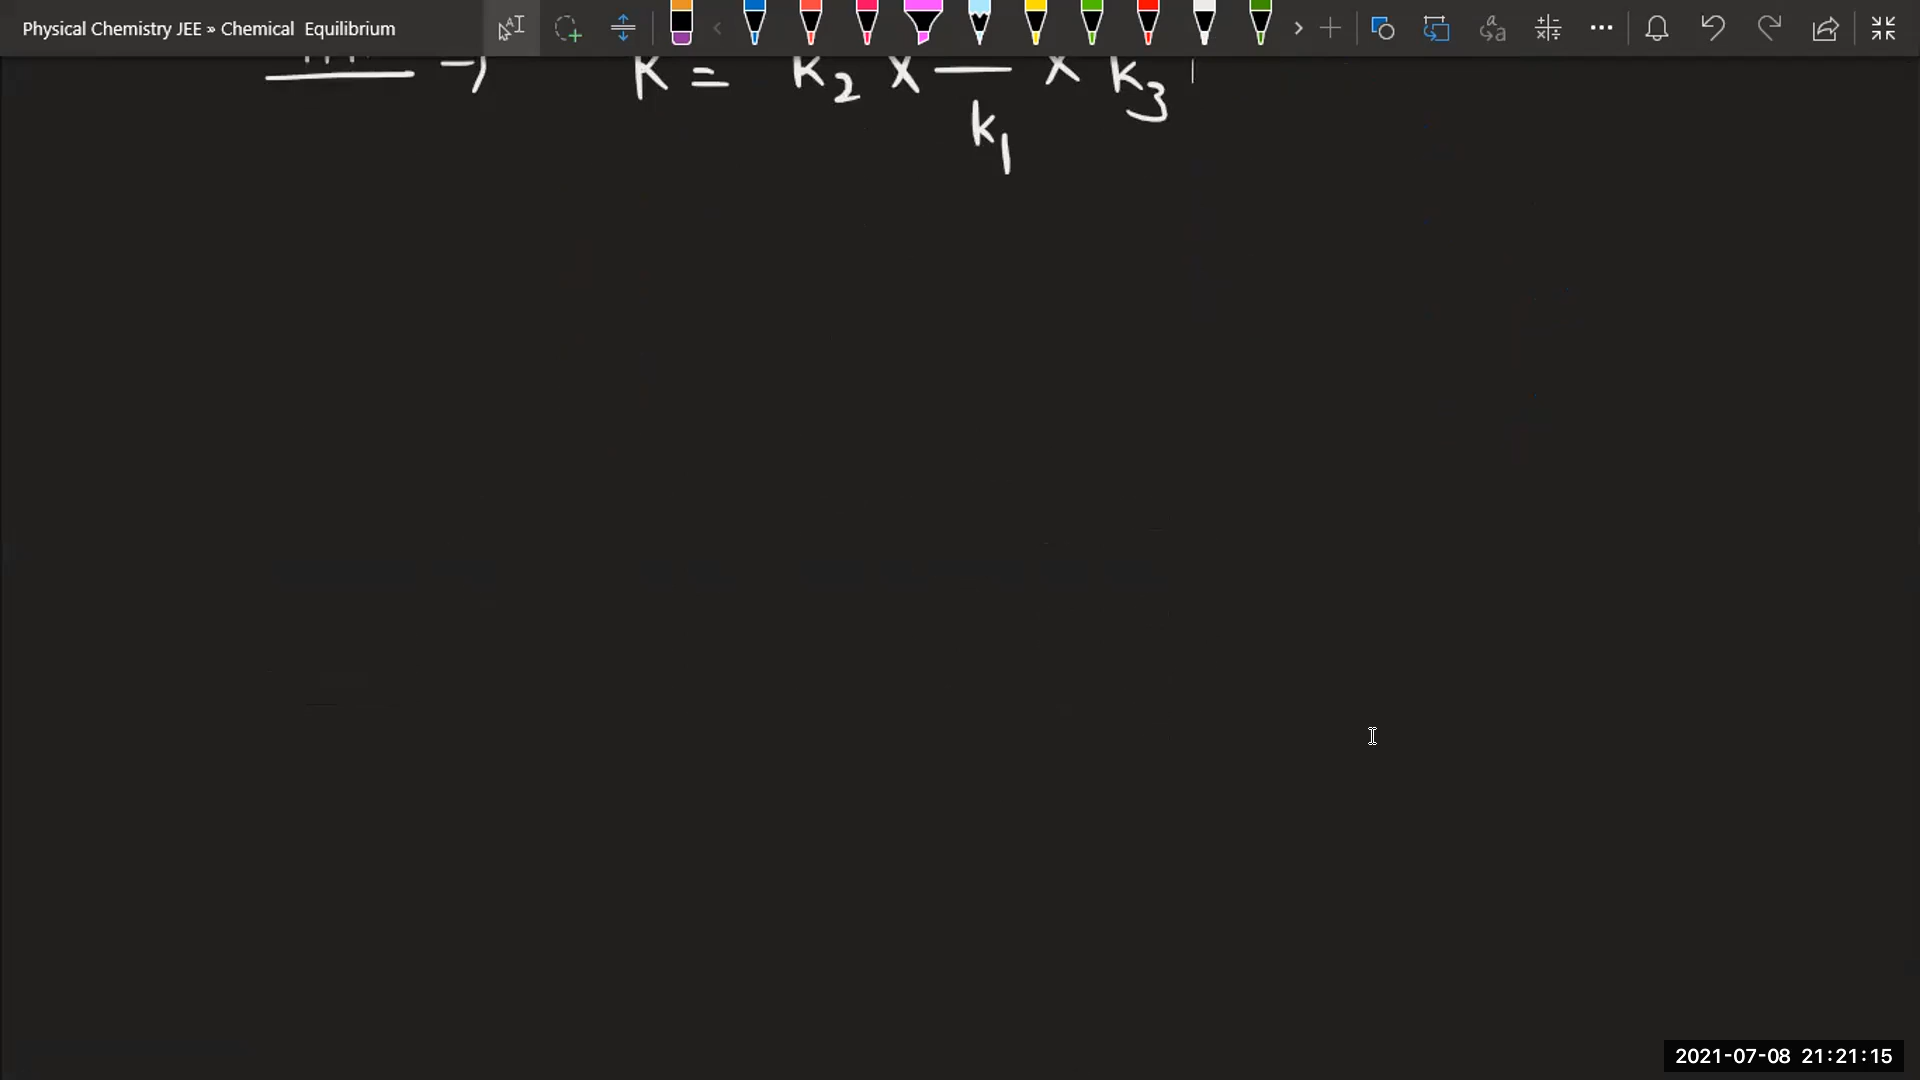 Physical Chemistry JEE » Chemical Equilibrium
K = K2 X — X K3
K1
2021-07-08 21:21:15